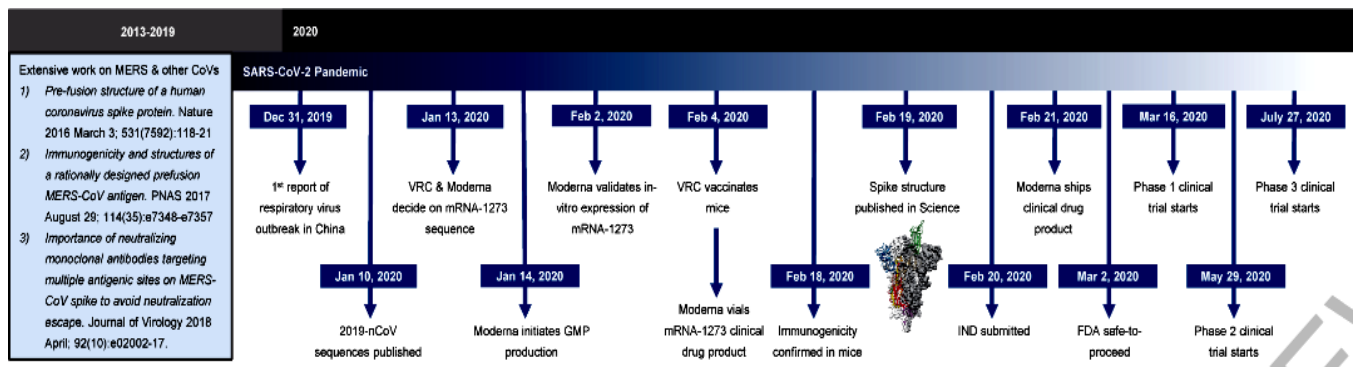 2013-2019
2020
Extensive work on MERS & other CoVs
1) Pre-fusion structure of a human
coronavirus spike protein. Nature
2016 March 3; 531(7592):118-21
2) Immunogenicity and structures of
a rationally designed prefusion
MERS-CoV antigen. PNAS 2017
August 29; 114(35):e7348-e7357
3) Importance of neutralizing
monoclonal antibodies targeting
multiple antigenic sites on MERS-
CoV spike to avoid neutralization
escape. Journal of Virology 2018
April; 92(10):e02002-17.
SARS-CoV-2 Pandemic
Dec 31, 2019
1st report of
respiratory virus
outbreak in China
Jan 10, 2020
2019-nCoV
sequences published
Jan 13, 2020
VRC & Moderna
decide on mRNA-1273
sequence
Jan 14, 2020
Moderna initiates GMP
production
Feb 2, 2020
Moderna validates in-
vitro expression of
mRNA-1273
Feb 4, 2020
VRC vaccinates
mice
Moderna vials
mRNA-1273 clinical
drug product
Feb 18, 2020
Immunogenicity
confirmed in mice
Feb 19, 2020
Spike structure
published in Science
Feb 20, 2020
IND submitted
Feb 21, 2020
Moderna ships
clinical drug
product
Mar 2, 2020
FDA safe-to-
proceed
Mar 16, 2020
Phase 1 clinical
trial starts
May 29, 2020
Phase 2 clinical
trial starts
July 27, 2020
Phase 3 clinical
trial starts